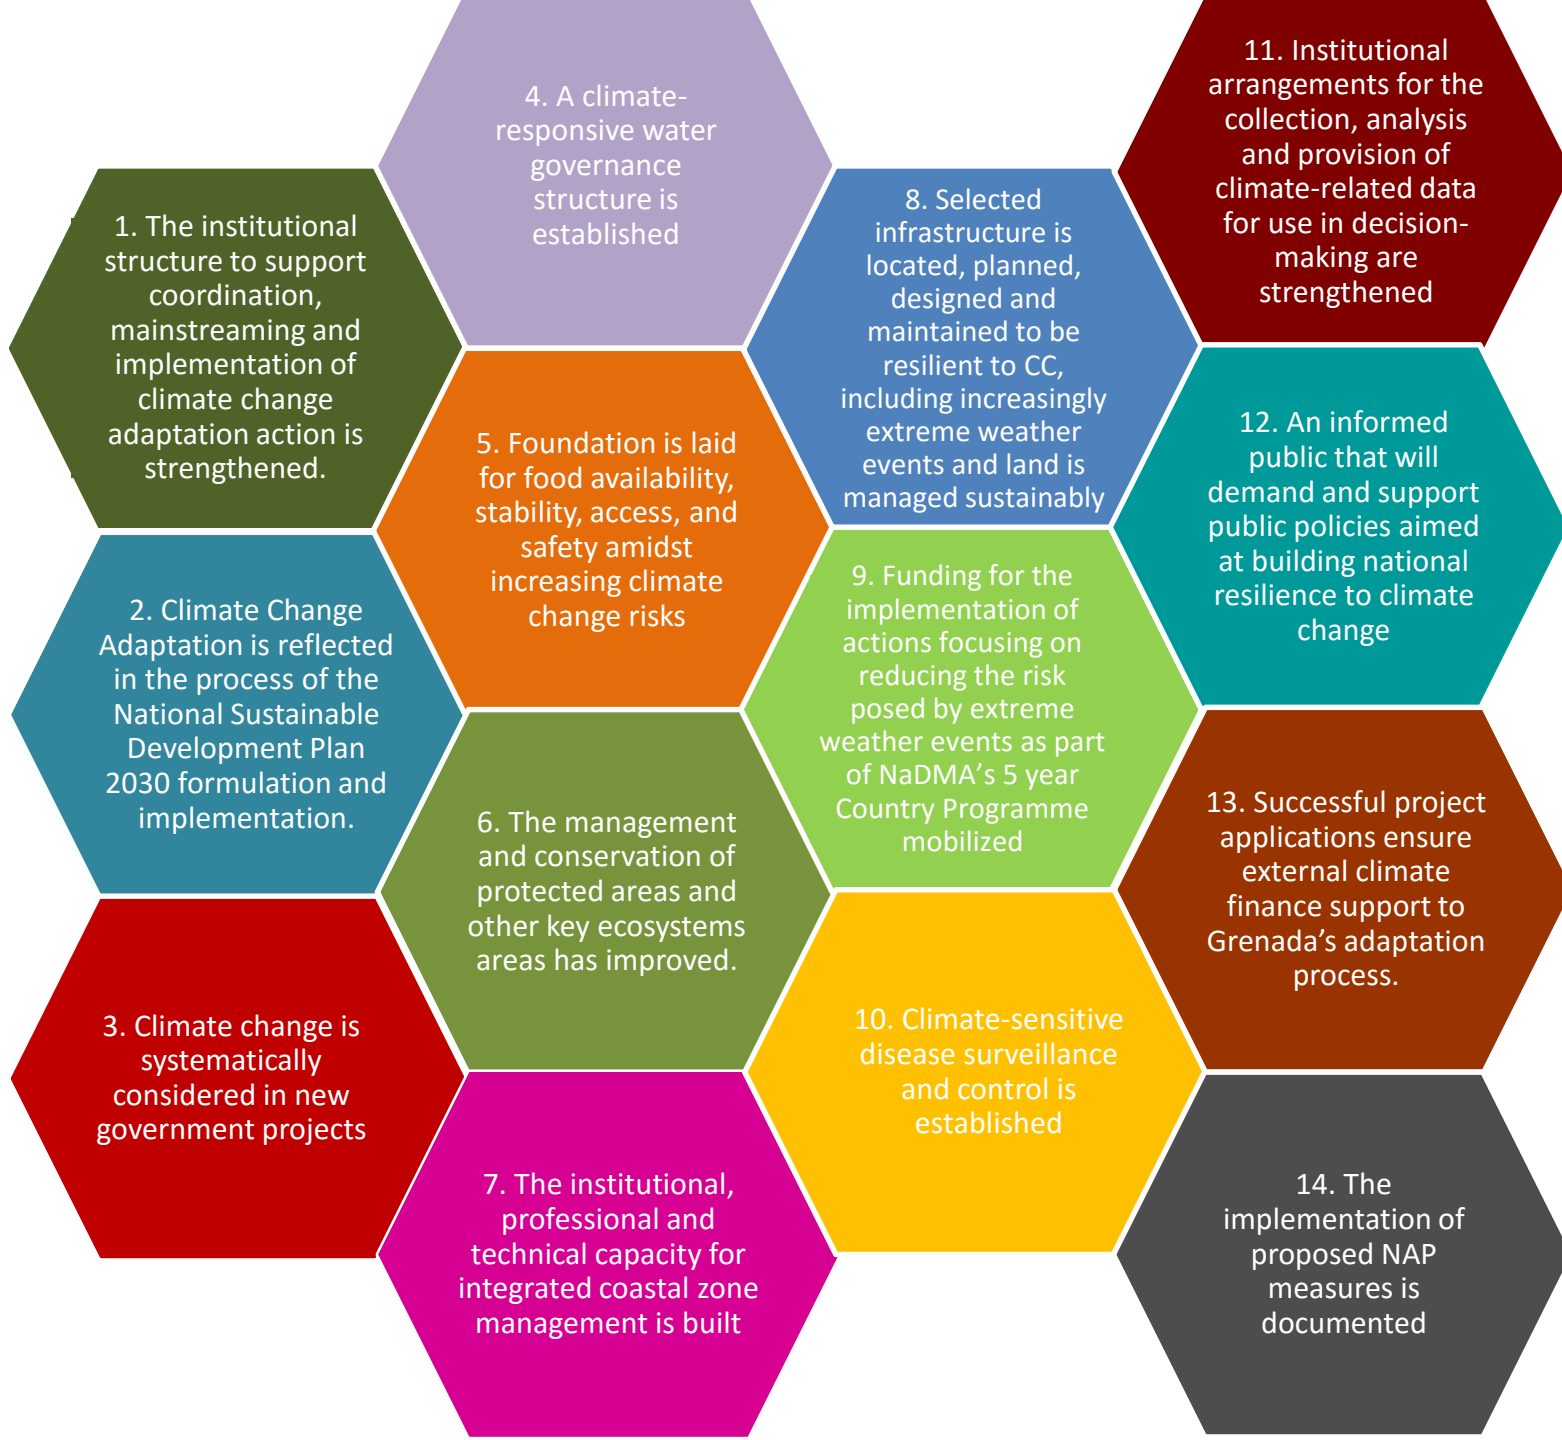 1. The institutional
structure to support
coordination,
mainstreaming and
implementation of
climate change
adaptation action is
strengthened.
2. Climate Change
Adaptation is reflected
in the process of the
National Sustainable
Development Plan
2030 formulation and
implementation.
3. Climate change is
systematically
considered in new
government projects
4. A climate-
responsive water
governance
structure is
established
5. Foundation is laid
for food availability,
stability, access, and
safety amidst
increasing climate
change risks
6. The management
and conservation of
protected areas and
other key ecosystems
areas has improved.
7. The institutional,
professional and
technical capacity for
integrated coastal zone
management is built
8. Selected
infrastructure is
located, planned,
designed and
maintained to be
resilient to CC,
including increasingly
extreme weather
events and land is
managed sustainably
9. Funding for the
implementation of
actions focusing on
reducing the risk
posed by extreme
weather events as part
of NaDMA’s 5 year
Country Programme
mobilized
10. Climate-sensitive
disease surveillance
and control is
established
11. Institutional
arrangements for the
collection, analysis
and provision of
climate-related data
for use in decision-
making are
strengthened
12. An informed
public that will
demand and support
public policies aimed
at building national
resilience to climate
change
13. Successful project
applications ensure
external climate
finance support to
Grenada’s adaptation
process.
14. The
implementation of
proposed NAP
measures is
documented